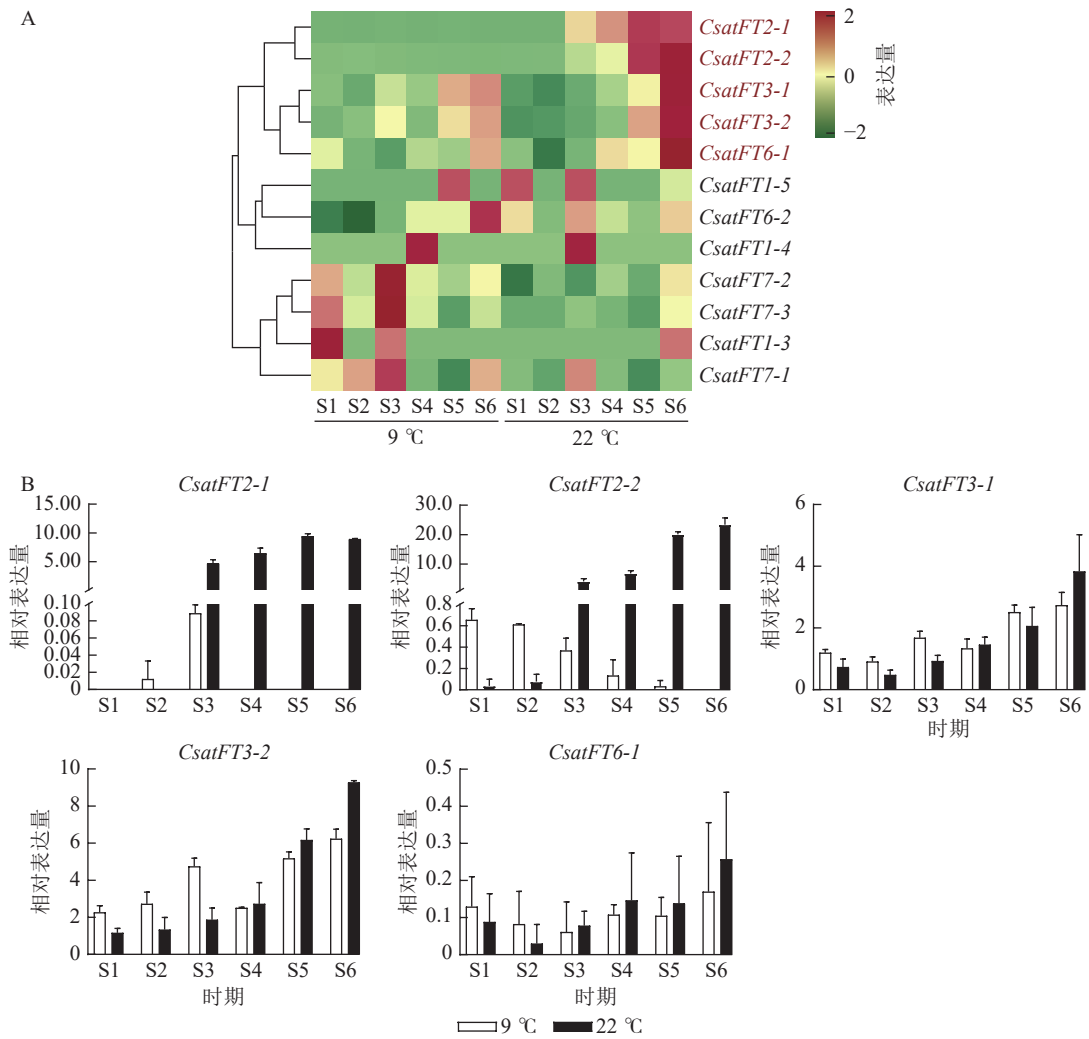 A
CsatFT2-1
CsatFT2-2
CsatFT3-1
CsatFT3-2
CsatFT6-1
CsatFT1-5
CsatFT6-2
CsatFT1-4
CsatFT7-2
CsatFT7-3
CsatFT1-3
CsatFT7-1
2
0
−2
表达量
S1 S2 S3 S4 S5 S6 S1 S2 S3 S4 S5 S6
9 ℃ 22 ℃
B
CsatFT2-1
相对表达量
15.00
10.00
5.00
0.10
0.08
0.06
0.04
0.02
0
S1 S2 S3 S4 S5 S6
CsatFT2-2
相对表达量
30.0
20.0
10.0
0.8
0.6
0.4
0.2
0
S1 S2 S3 S4 S5 S6
CsatFT3-1
相对表达量
6
4
2
0
S1 S2 S3 S4 S5 S6
时期
CsatFT3-2
相对表达量
10
8
6
4
2
0
S1 S2 S3 S4 S5 S6
时期
CsatFT6-1
相对表达量
0.5
0.4
0.3
0.2
0.1
0
S1 S2 S3 S4 S5 S6
时期
9 ℃ 22 ℃